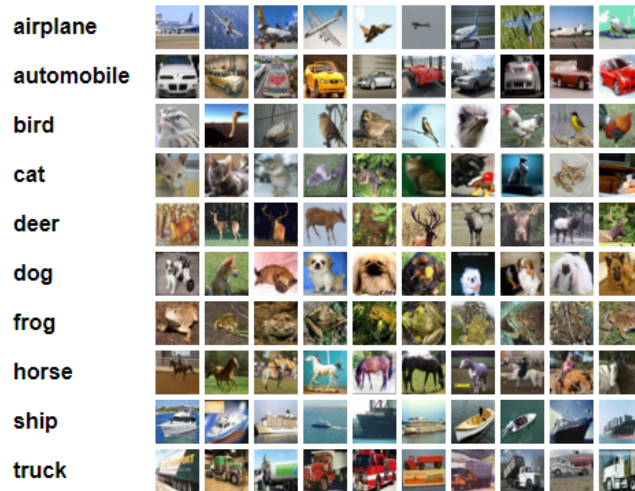 airplane
automobile
bird
cat
deer
dog
frog
horse
ship
truck